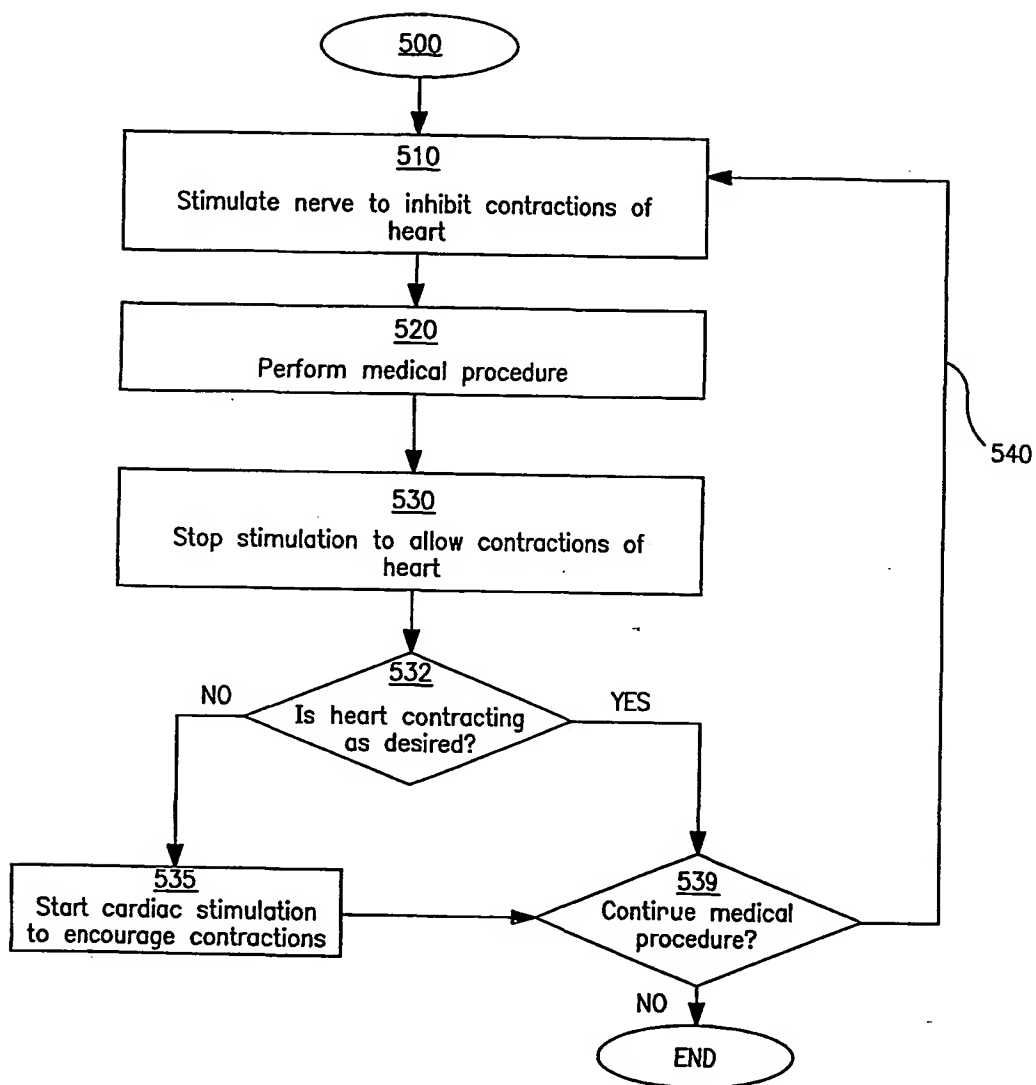 500
510
Stimulate nerve to inhibit contractions of
heart
520
Perform medical procedure
530
Stop stimulation to allow contractions of
heart
532
NO
YES
Is heart contracting
as desired?
540
535
Start cardiac stimulation
to encourage contractions
539
Continue medical
procedure?
NO
END